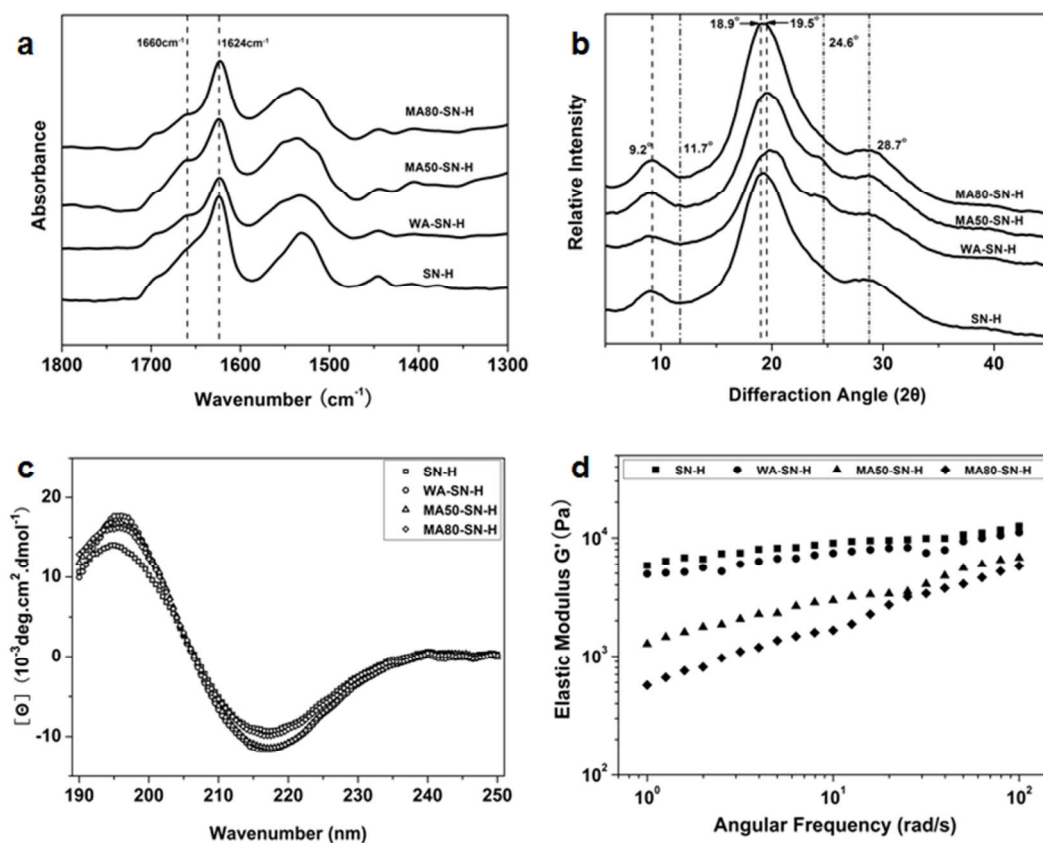 a
1660cm⁻¹
1624cm⁻¹
MA80-SN-H
MA50-SN-H
WA-SN-H
SN-H
Absorbance
1800 1700 1600 1500 1400 1300
Wavenumber (cm⁻¹)
b
18.9°
19.5°
24.6°
9.2°
11.7°
28.7°
MA80-SN-H
MA50-SN-H
WA-SN-H
SN-H
Relative Intensity
10 20 30 40
Differaction Angle (2θ)
c
SN-H
WA-SN-H
MA50-SN-H
MA80-SN-H
20
10
0
-10
[Θ] (10⁻³deg.cm².dmol⁻¹)
190 200 210 220 230 240 250
Wavenumber (nm)
d
SN-H WA-SN-H MA50-SN-H MA80-SN-H
10⁴
10³
10²
Elastic Modulus G' (Pa)
10⁰ 10¹ 10²
Angular Frequency (rad/s)